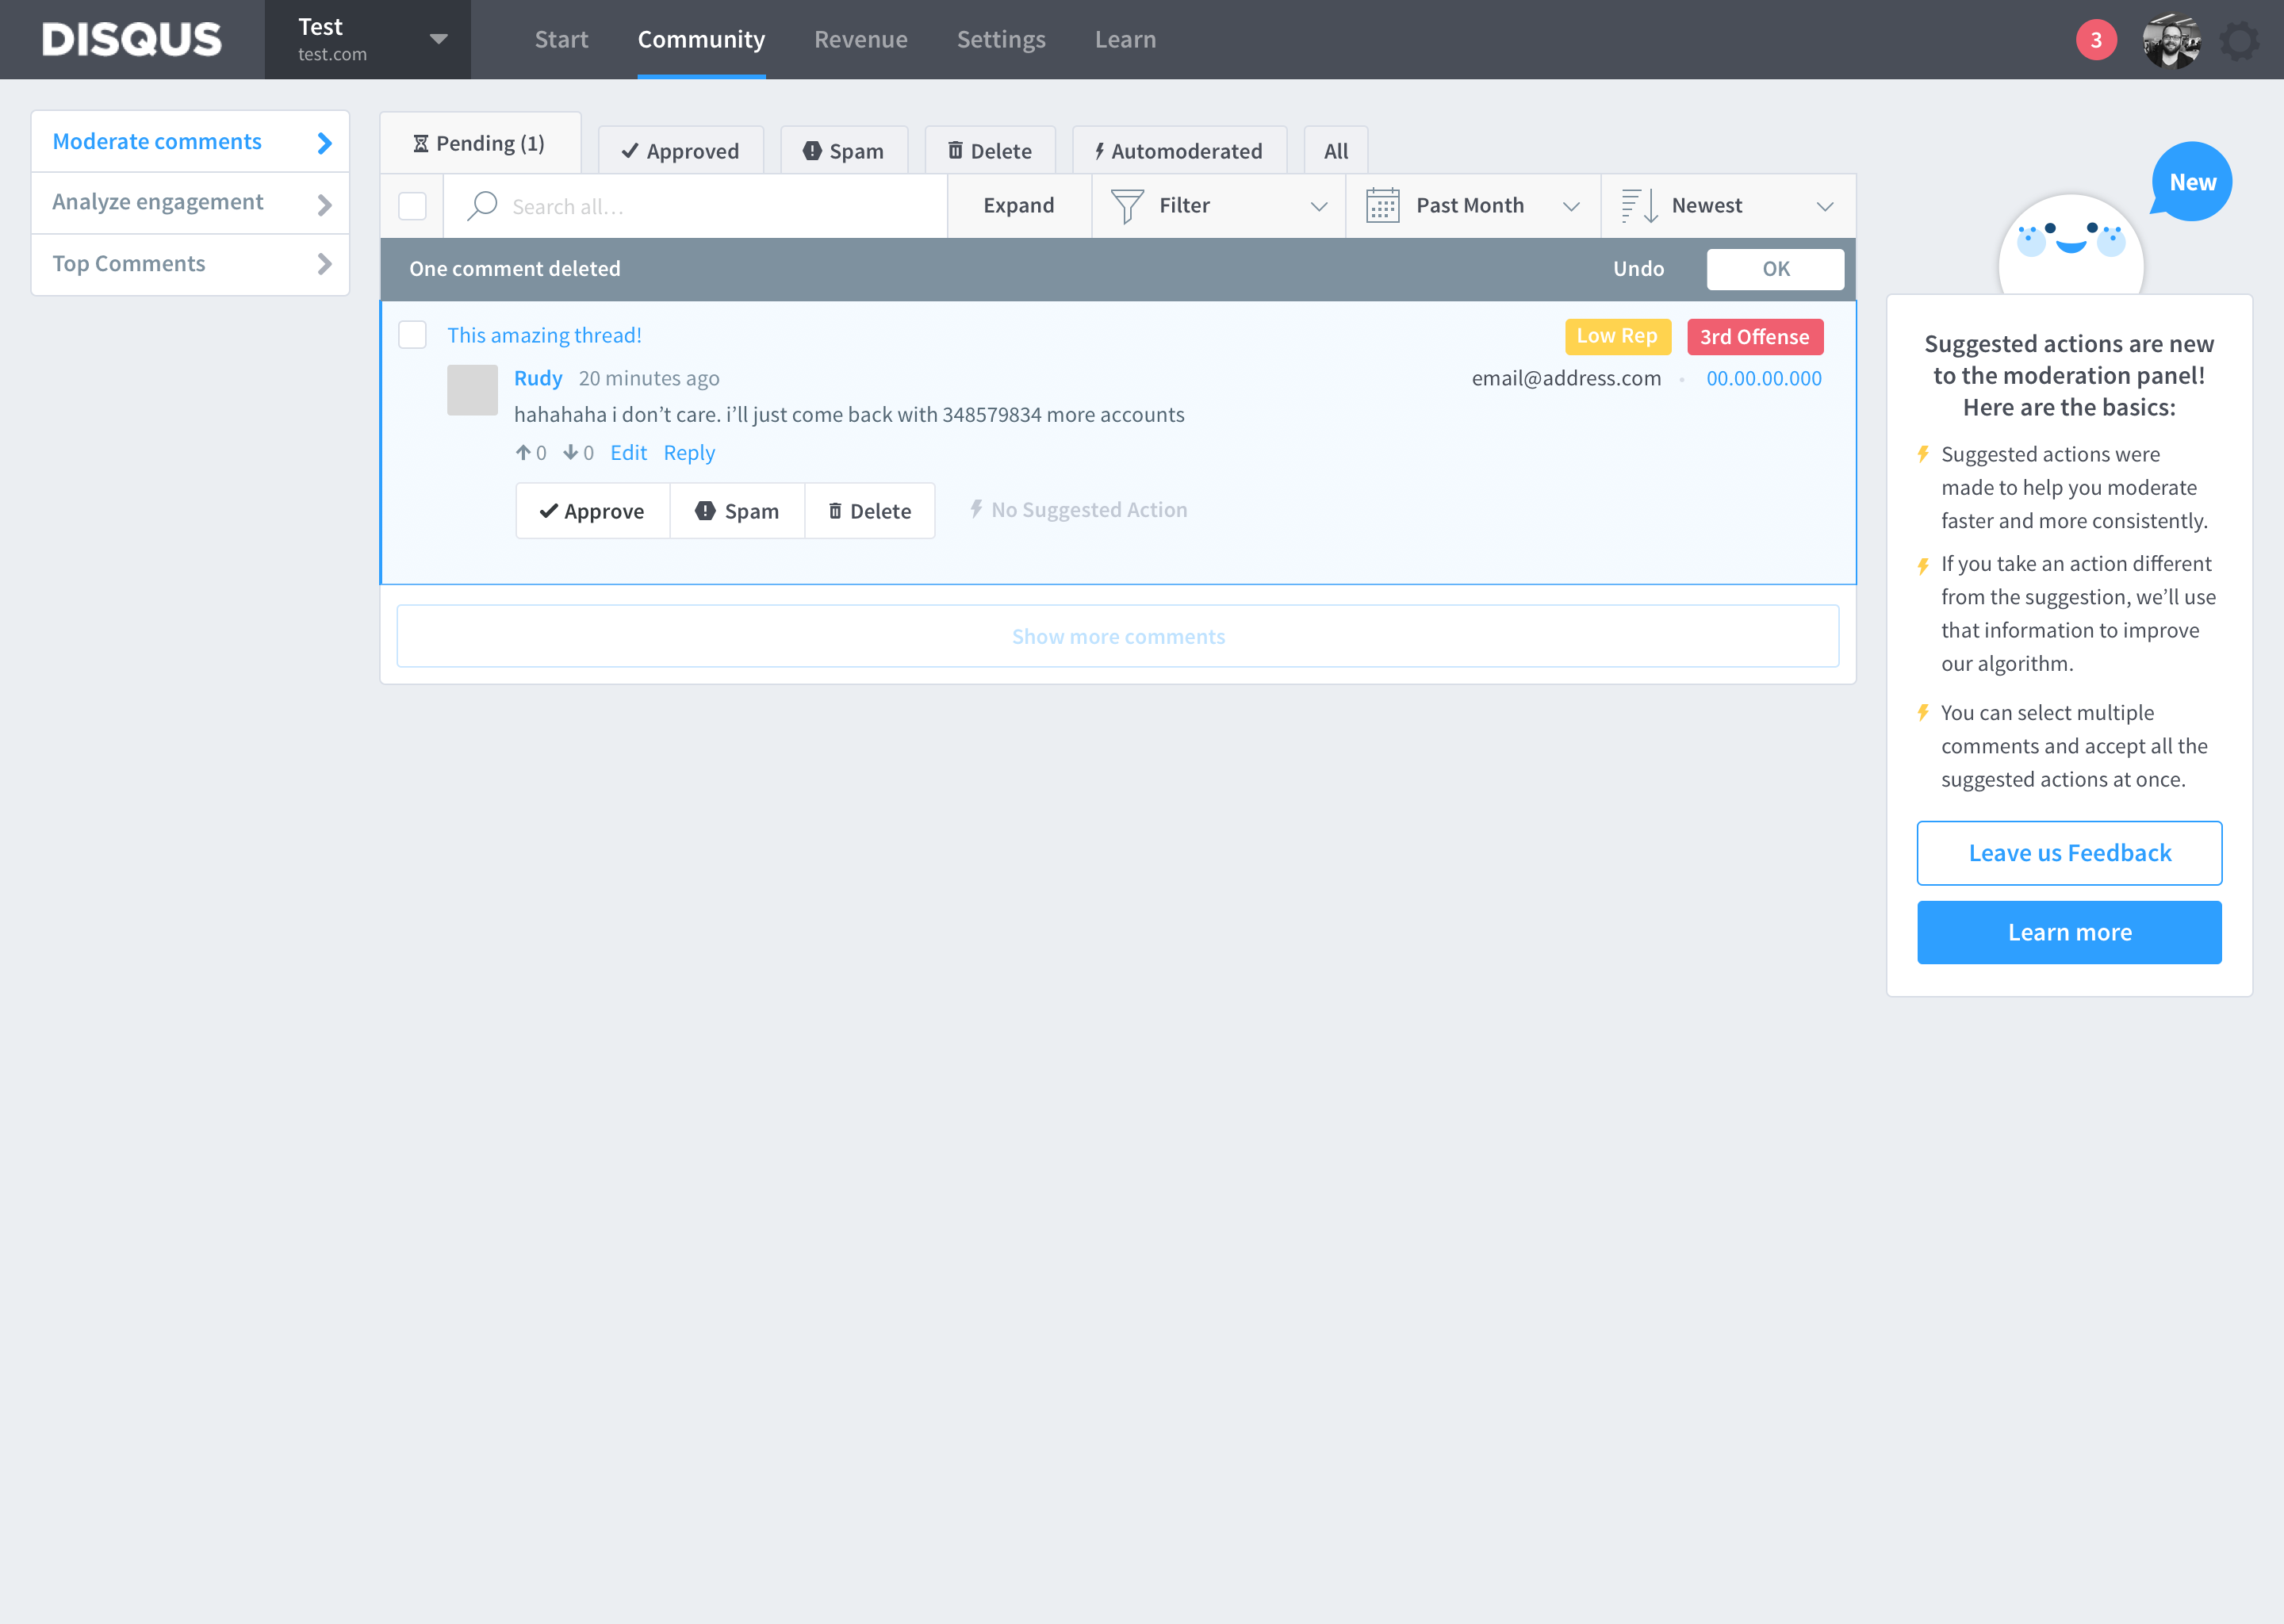 DISQUS
Test
test.com
Start Community Revenue Settings Learn
3
Moderate comments
Analyze engagement
Top Comments
Pending (1) Approved Spam Delete Automoderated All
Search all... Expand Filter Past Month Newest
One comment deleted Undo OK
This amazing thread! Low Rep 3rd Offense
Rudy 20 minutes ago email@address.com • 00.00.00.000
hahahaha i don’t care. i’ll just come back with 348579834 more accounts
0 0 Edit Reply
Approve Spam Delete No Suggested Action
Show more comments
New
Suggested actions are new
to the moderation panel!
Here are the basics:
Suggested actions were
made to help you moderate
faster and more consistently.
If you take an action different
from the suggestion, we’ll use
that information to improve
our algorithm.
You can select multiple
comments and accept all the
suggested actions at once.
Leave us Feedback
Learn more